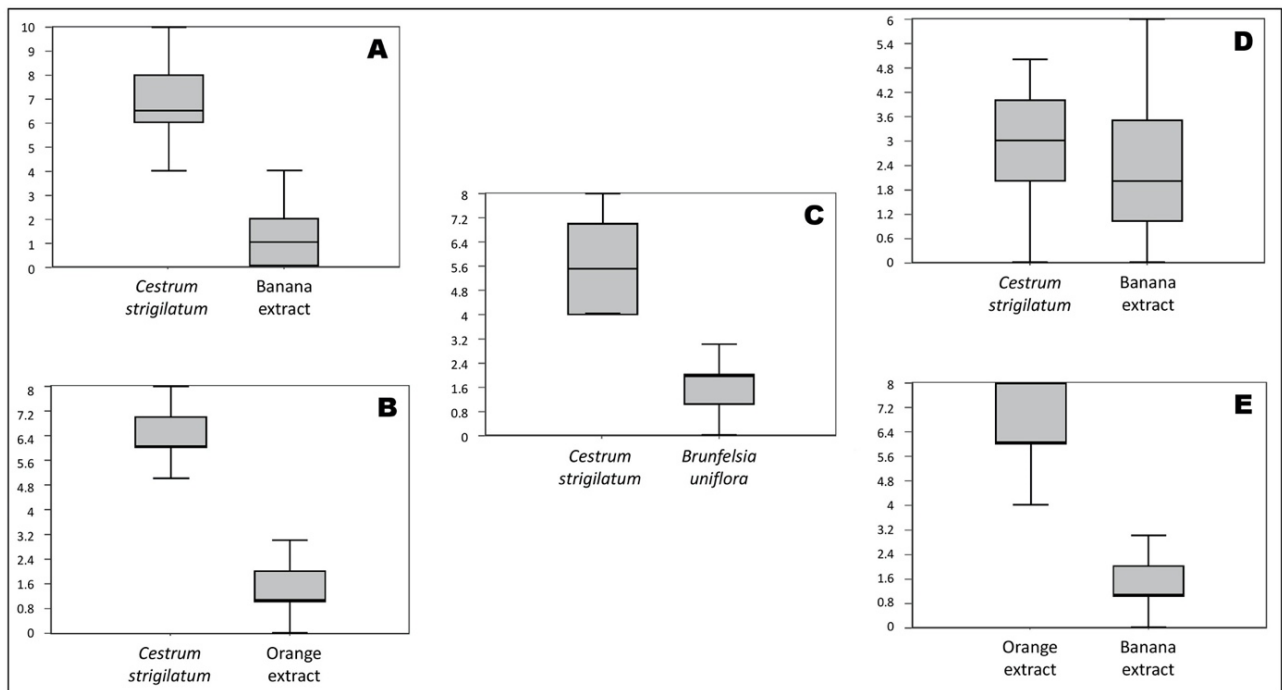 A
10
9
8
7
6
5
4
3
2
1
0
Cestrum
strigilatum
Banana
extract
B
8
7.2
6.4
5.6
4.8
4
3.2
2.4
1.6
0.8
0
Cestrum
strigilatum
Orange
extract
C
8
7.2
6.4
5.6
4.8
4
3.2
2.4
1.6
0.8
0
Cestrum
strigilatum
Brunfelsia
uniflora
D
6
5.4
4.8
4.2
3.6
3
2.4
1.8
1.2
0.6
0
Cestrum
strigilatum
Banana
extract
E
8
7.2
6.4
5.6
4.8
4
3.2
2.4
1.6
0.8
0
Orange
extract
Banana
extract